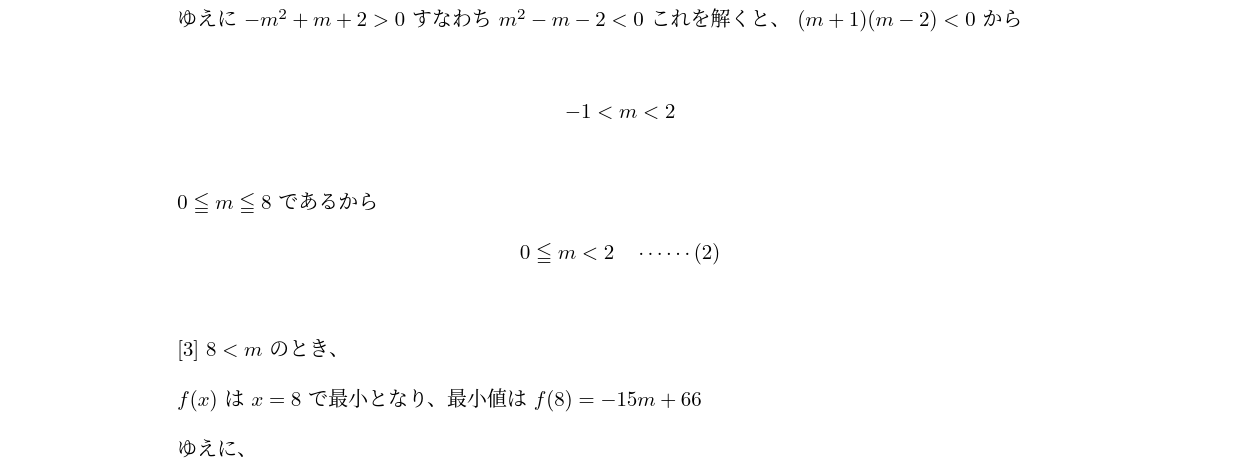 ゆえに $-m^2+m+2>0$ すなわち $m^2-m-2<0$ これを解くと、 $(m+1)(m-2)<0$ から
$-1<m<2$
$0 \leqq m \leqq 8$ であるから
$0 \leqq m<2$ ⋯⋯(2)
[3] $8<m$ のとき、
$f(x)$ は $x=8$ で最小となり、最小値は $f(8)=-15m+66$
ゆえに、